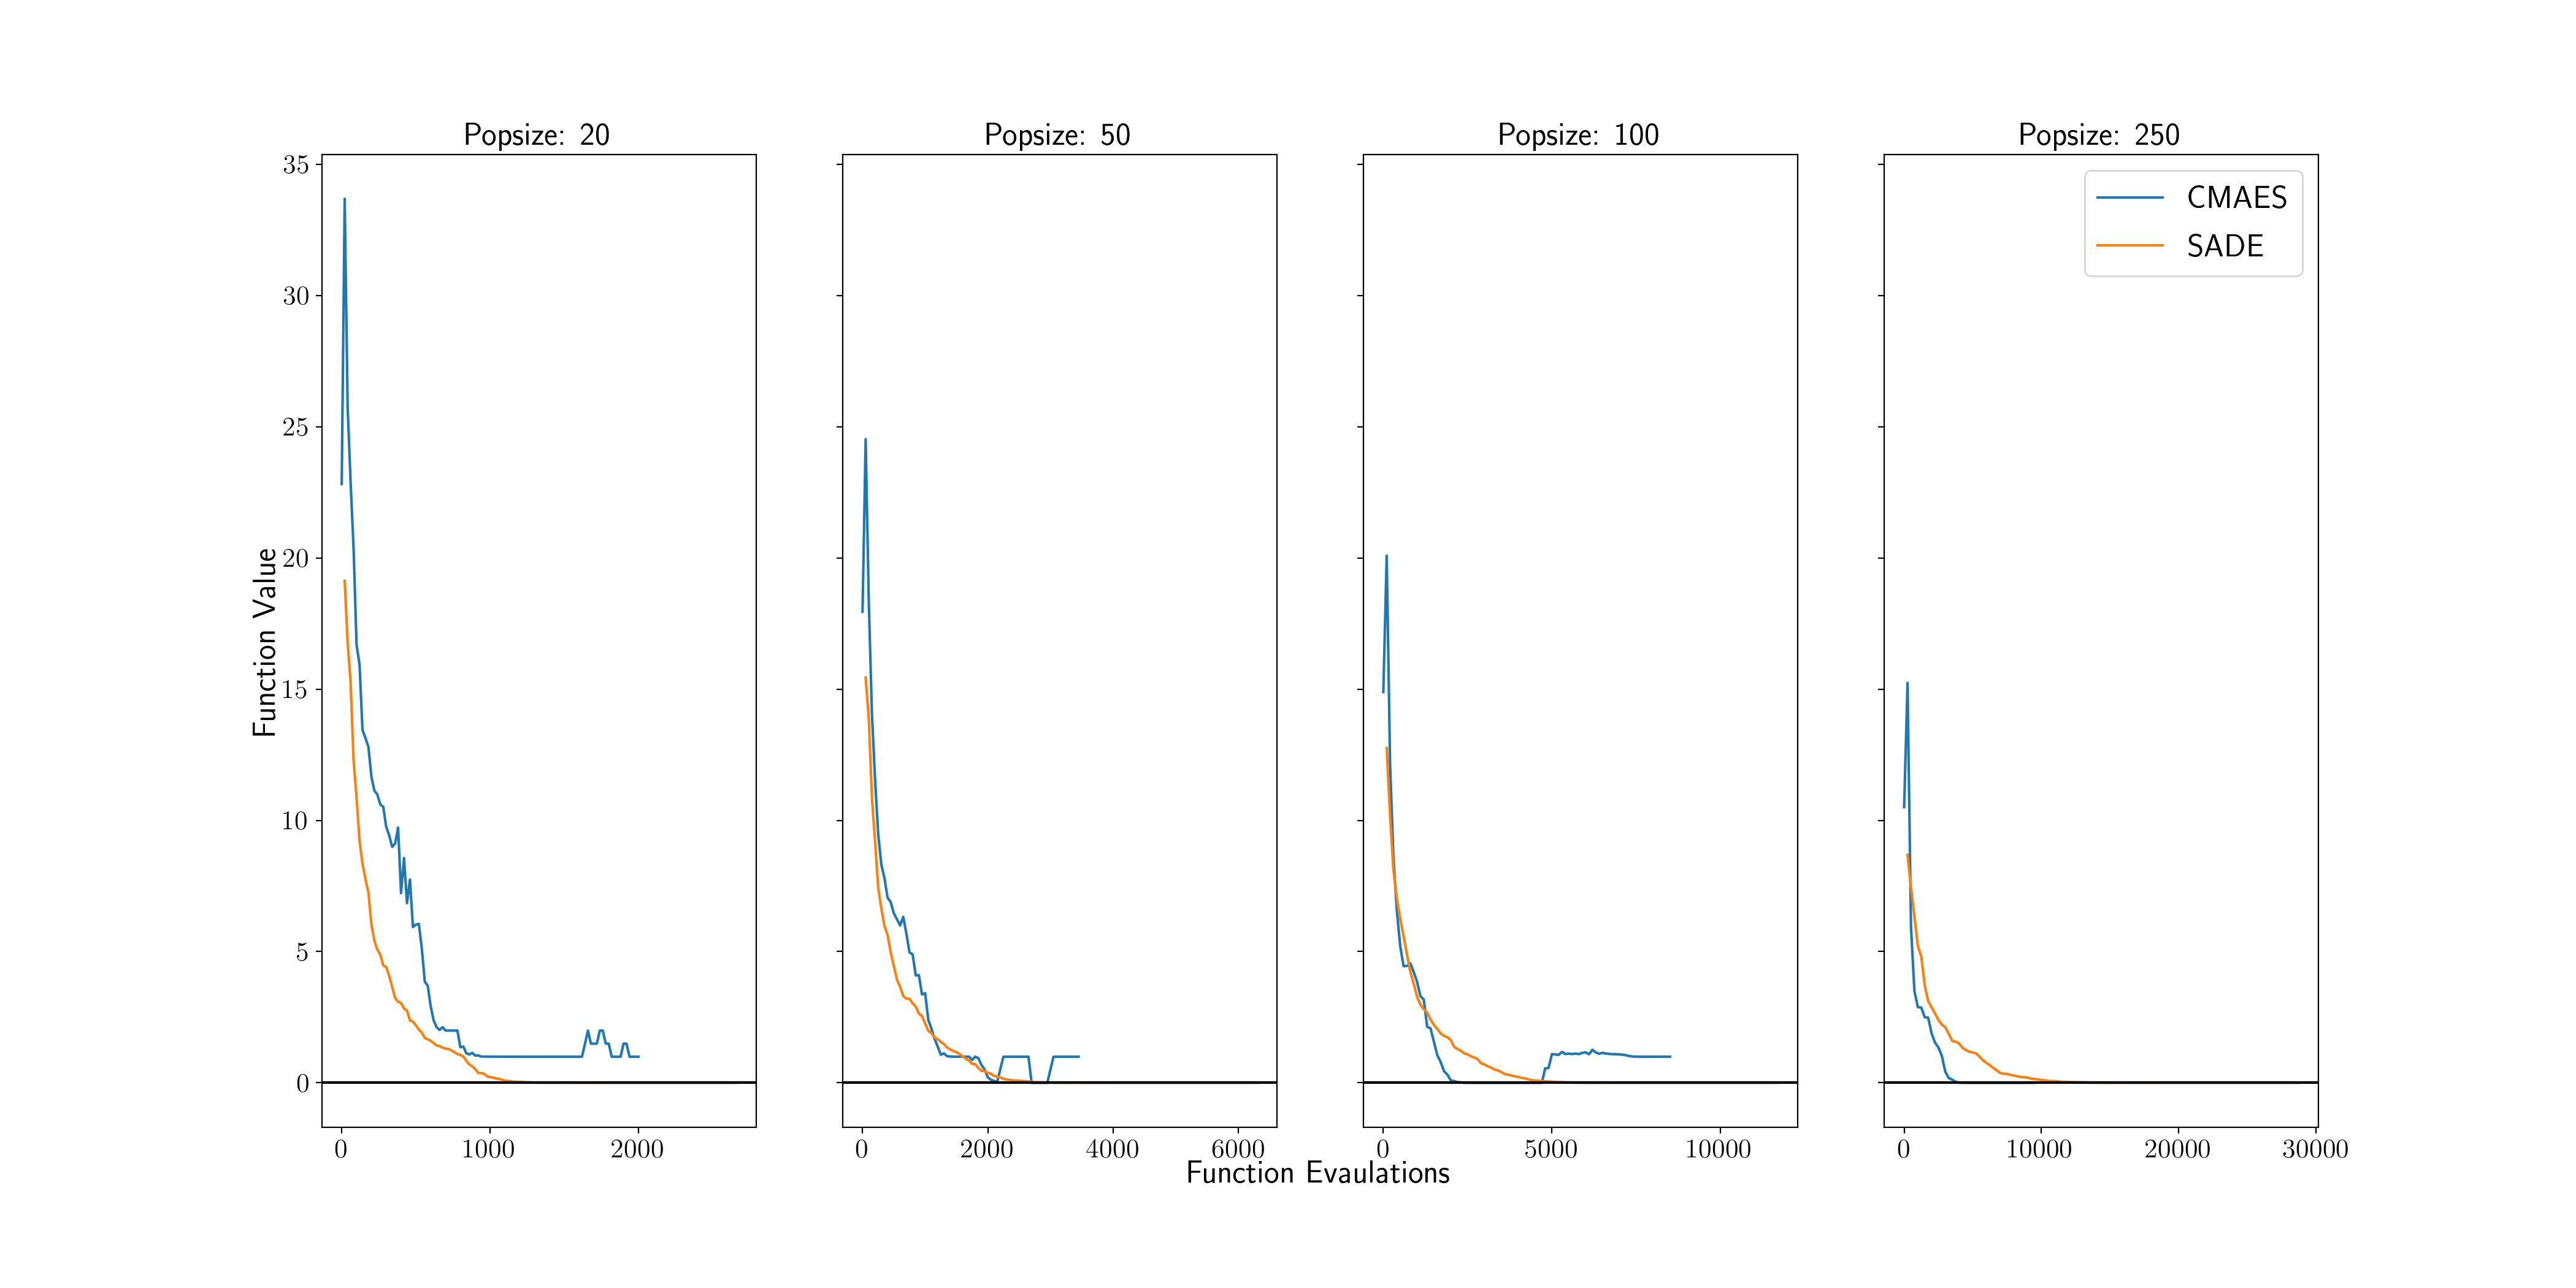 Popsize: 20
Popsize: 50
Popsize: 100
Popsize: 250
35
30
25
20
15
10
5
0
Function Value
CMAES
SADE
0 1000 2000
0 2000 4000 6000
0 5000 10000
0 10000 20000 30000
Function Evaulations